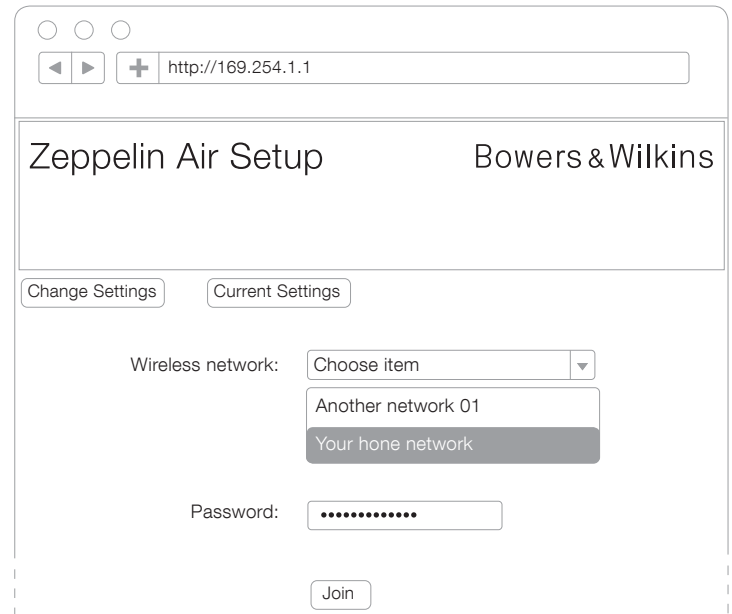 http://169.254.1.1
Zeppelin Air Setup Bowers & Wilkins
Change Settings Current Settings
Wireless network: Choose item
Another network 01
Your hone network
Password: •••••••••••••
Join